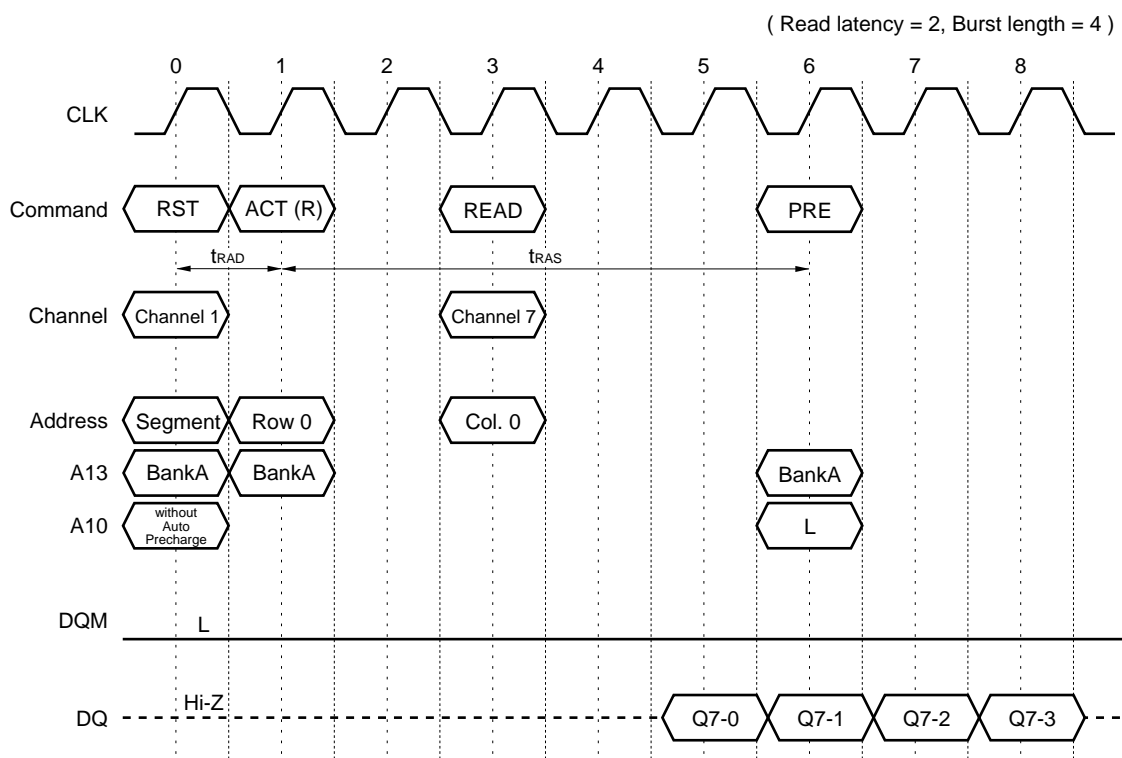 ( Read latency = 2, Burst length = 4 )
0 1 2 3 4 5 6 7 8
CLK
Command RST ACT (R) READ PRE
tRAD tRAS
Channel Channel 1 Channel 7
Address Segment Row 0 Col. 0
A13 BankA BankA BankA
A10 without Auto Precharge L
DQM L
DQ Hi-Z Q7-0 Q7-1 Q7-2 Q7-3